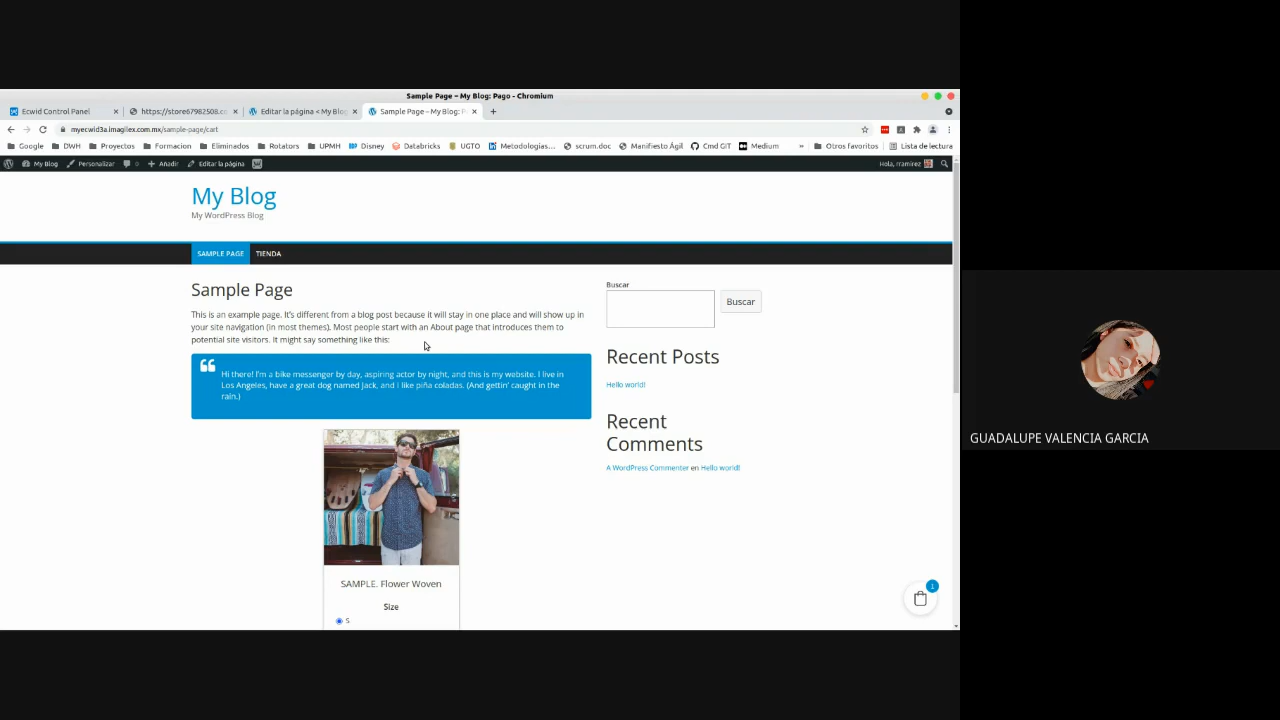 Sample Page – My Blog: Pago - Chromium
Ecwid Control Panel
https://store67982508.c
Editar la página < My Blo
Sample Page – My Blog: P
myecwid3a.imagilex.com.mx/sample-page/cart
Google DWH Proyectos Formacion Eliminados Rotators UPMH Disney Databricks UGTO Metodologías... scrum.doc Manifiesto Ágil Cmd GIT Medium » Otros favoritos Lista de lectura
My Blog Personalizar 0 Añadir Editar la página Hola, rramirez
My Blog
My WordPress Blog
SAMPLE PAGE TIENDA
Sample Page
This is an example page. It's different from a blog post because it will stay in one place and will show up in
your site navigation (in most themes). Most people start with an About page that introduces them to
potential site visitors. It might say something like this:
Hi there! I'm a bike messenger by day, aspiring actor by night, and this is my website. I live in
Los Angeles, have a great dog named Jack, and I like piña coladas. (And gettin' caught in the
rain.)
SAMPLE. Flower Woven
Size
S
Buscar
Buscar
Recent Posts
Hello world!
Recent
Comments
A WordPress Commenter en Hello world!
1
GUADALUPE VALENCIA GARCIA